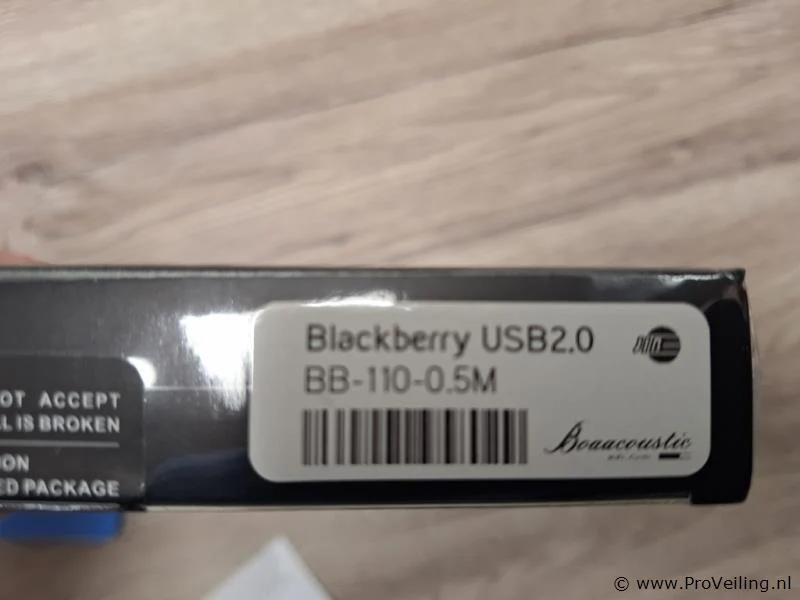 Blackberry USB2.0
BB-110-0.5M
Boaacoustic
OT ACCEPT
L IS BROKEN
ON
ED PACKAGE
© www.ProVeiling.nl